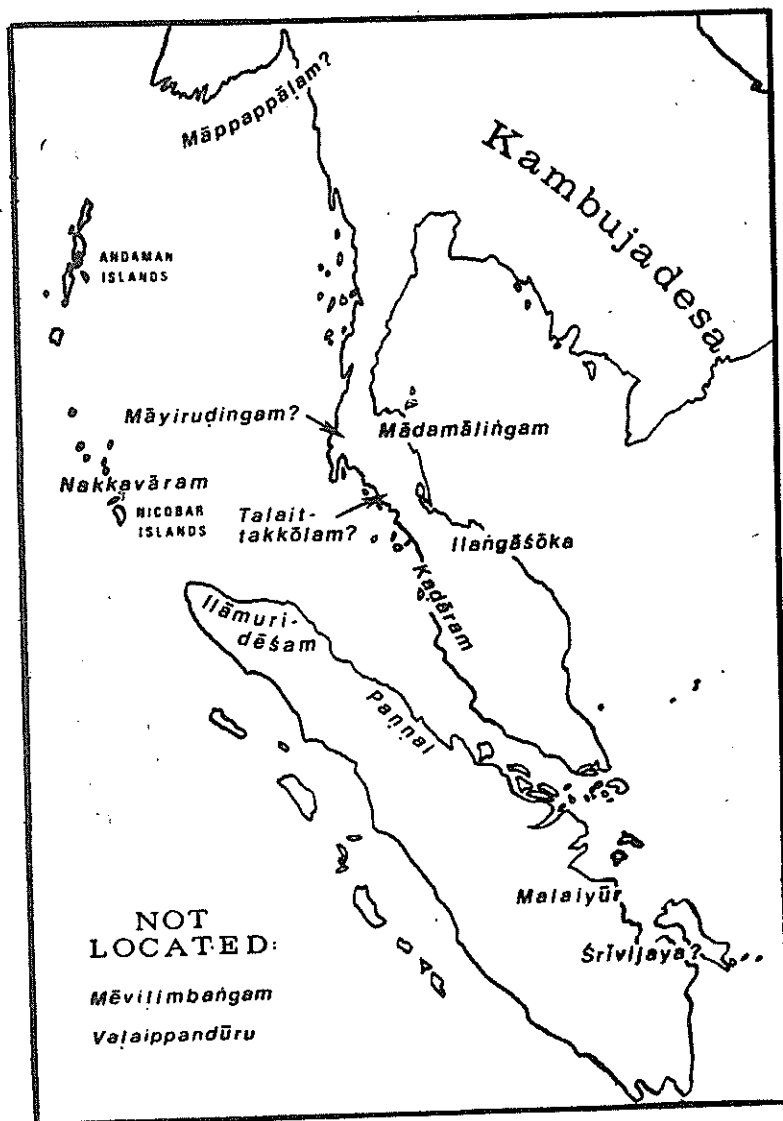 Māppappāḷam?
Kambujadesa
ANDAMAN
ISLANDS
Māyiruḍingam?
Mādamāliṅgam
Nakkavāram
NICOBAR
ISLANDS
Talait-
takkōlam?
Ilaṅgāśōka
Kaḍāram
Ilāmuri-
dēśam
Paṇṇai
Malaiyūr
Śrīvijaya?
NOT
LOCATED:
Mēviḷimbaṅgam
Vaḷaippandūru